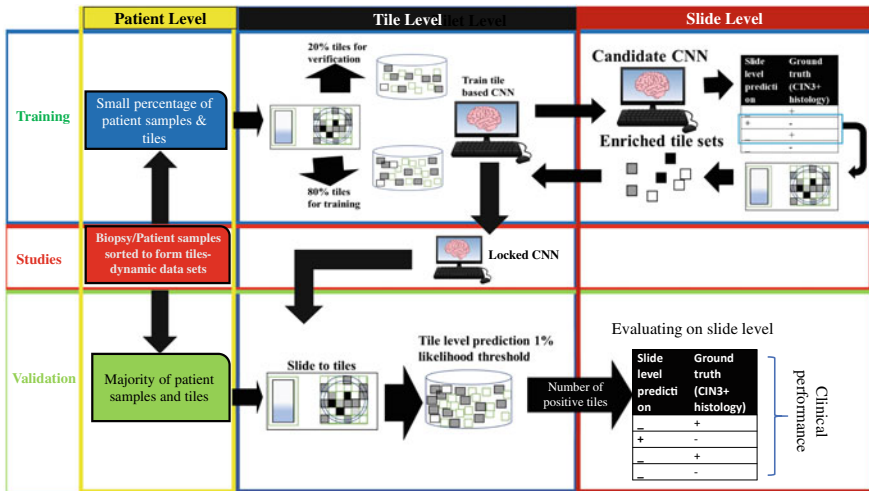 Patient Level
Tile Level
Slide Level
Training
Small percentage of
patient samples &
tiles
20% tiles for
verification
80% tiles
for training
Train tile
based CNN
Candidate CNN
Enriched tile sets
Slide
level
predicti
on
Ground
truth
(CIN3+
histology)
_ +
+ -
_ +
_ -
Studies
Biopsy/Patient samples
sorted to form tiles-
dynamic data sets
Locked CNN
Validation
Majority of patient
samples and tiles
Slide to tiles
Tile level prediction 1%
likelihood threshold
Number of
positive tiles
Evaluating on slide level
Slide
level
predicti
on
Ground
truth
(CIN3+
histology)
_ +
+ -
_ +
_ -
Clinical
performance